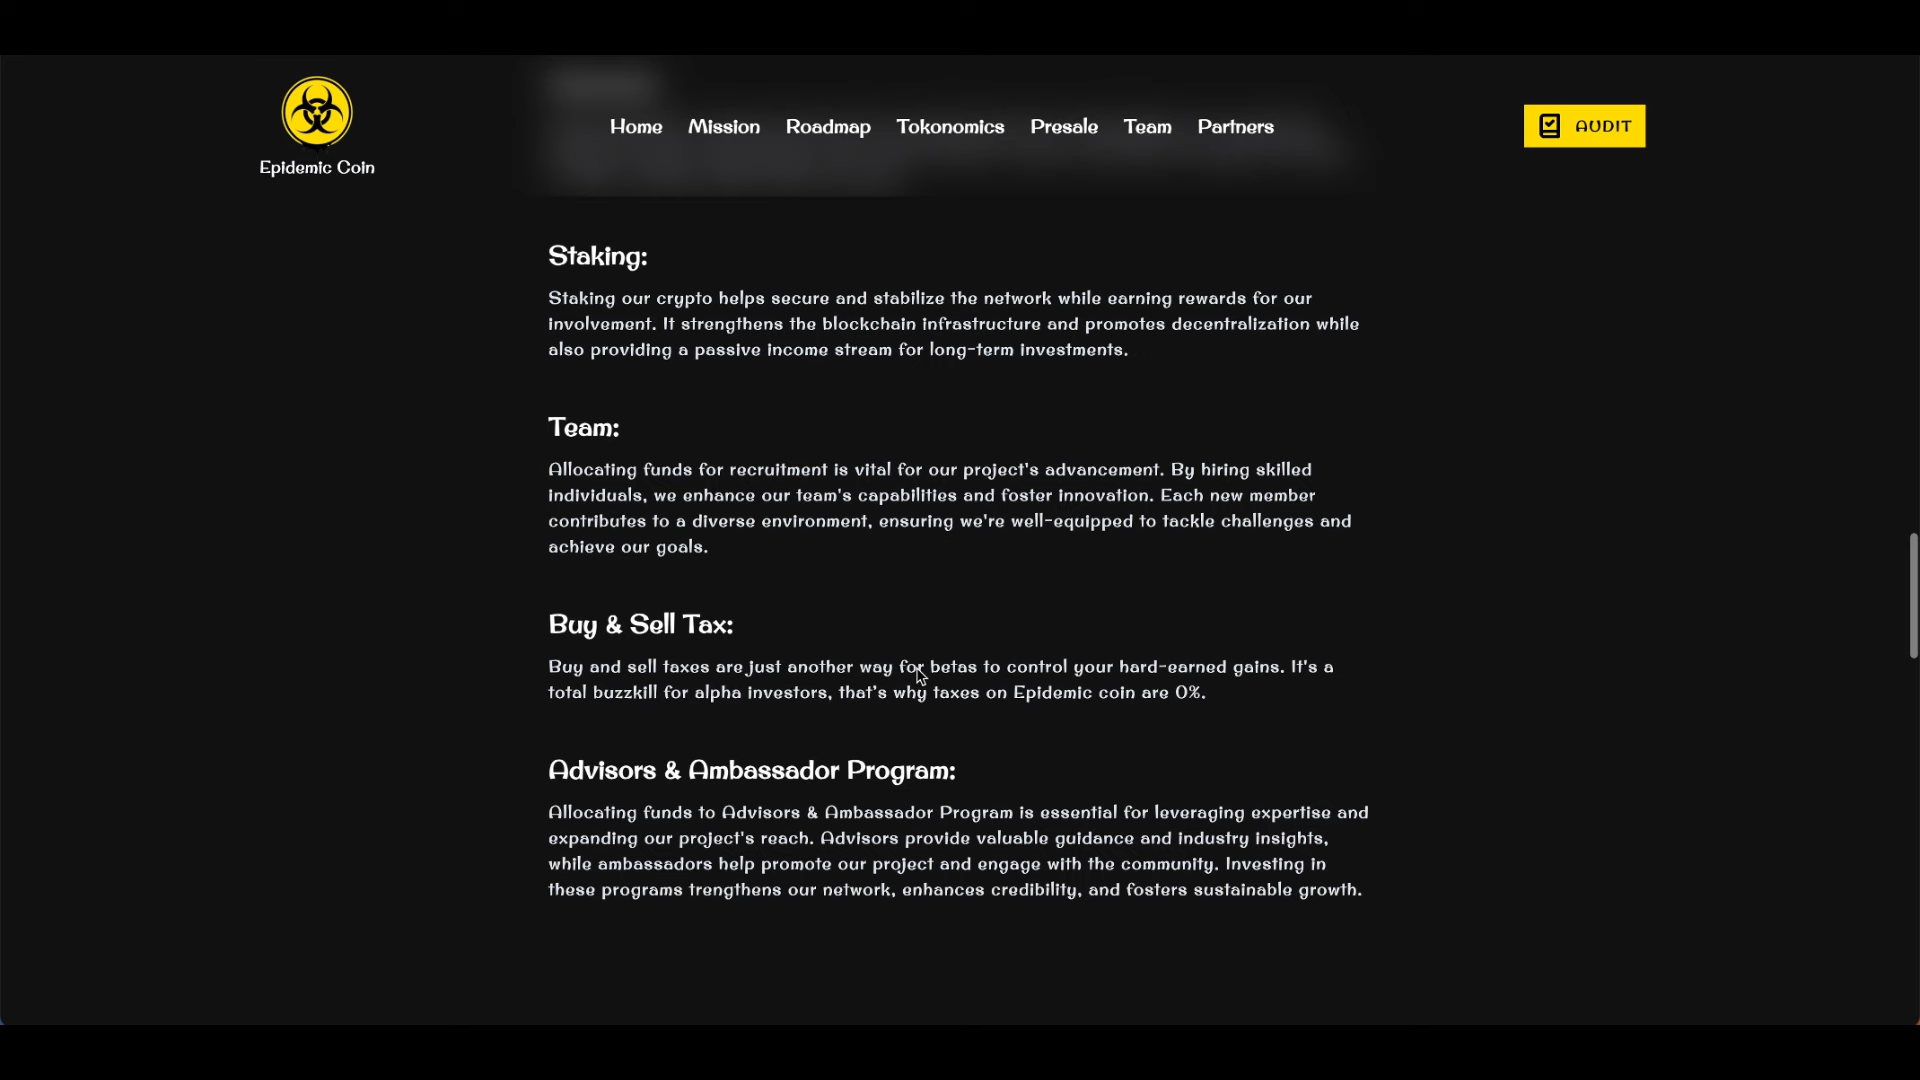 Epidemic Coin
Home Mission Roadmap Tokonomics Presale Team Partners
AUDIT
Staking:
Staking our crypto helps secure and stabilize the network while earning rewards for our
involvement. It strengthens the blockchain infrastructure and promotes decentralization while
also providing a passive income stream for long-term investments.
Team:
Allocating funds for recruitment is vital for our project's advancement. By hiring skilled
individuals, we enhance our team's capabilities and foster innovation. Each new member
contributes to a diverse environment, ensuring we're well-equipped to tackle challenges and
achieve our goals.
Buy & Sell Tax:
Buy and sell taxes are just another way for betas to control your hard-earned gains. It's a
total buzzkill for alpha investors, that's why taxes on Epidemic coin are 0%.
Advisors & Ambassador Program:
Allocating funds to Advisors & Ambassador Program is essential for leveraging expertise and
expanding our project's reach. Advisors provide valuable guidance and industry insights,
while ambassadors help promote our project and engage with the community. Investing in
these programs trengthens our network, enhances credibility, and fosters sustainable growth.